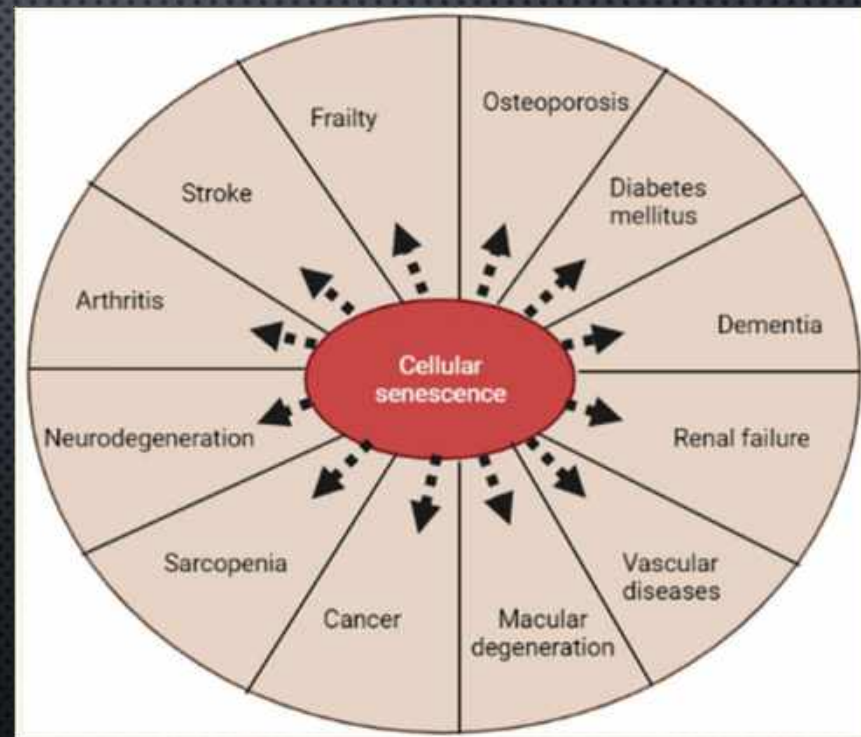 Frailty
Osteoporosis
Stroke
Diabetes
mellitus
Arthritis
Dementia
Cellular
senescence
Neurodegeneration
Renal failure
Sarcopenia
Vascular
diseases
Cancer
Macular
degeneration